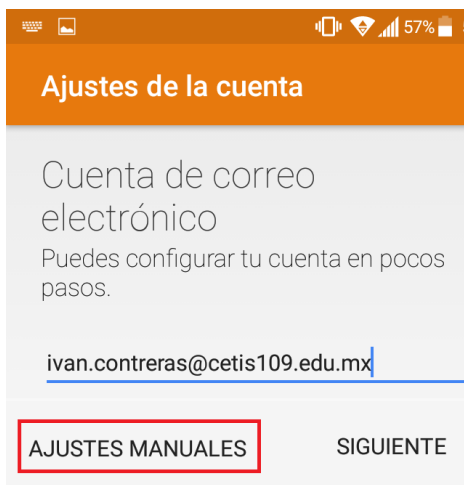 57%
Ajustes de la cuenta
Cuenta de correo
electrónico
Puedes configurar tu cuenta en pocos
pasos.
ivan.contreras@cetis109.edu.mx
AJUSTES MANUALES SIGUIENTE